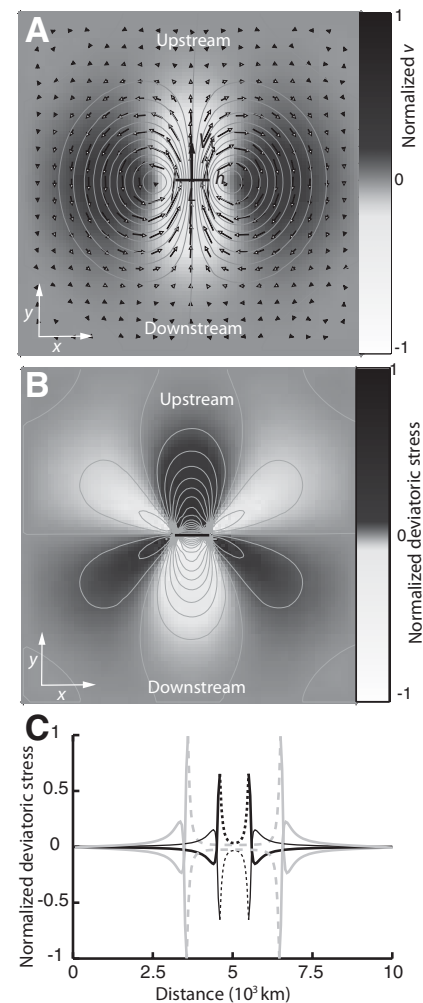 A
Upstream
1
Normalized v
0
-1
h
y
x
Downstream
B
Upstream
1
Normalized deviatoric stress
0
-1
y
x
Downstream
C
Normalized deviatoric stress
1
0.5
0
-0.5
-1
0
2.5
5
7.5
10
Distance (10³ km)